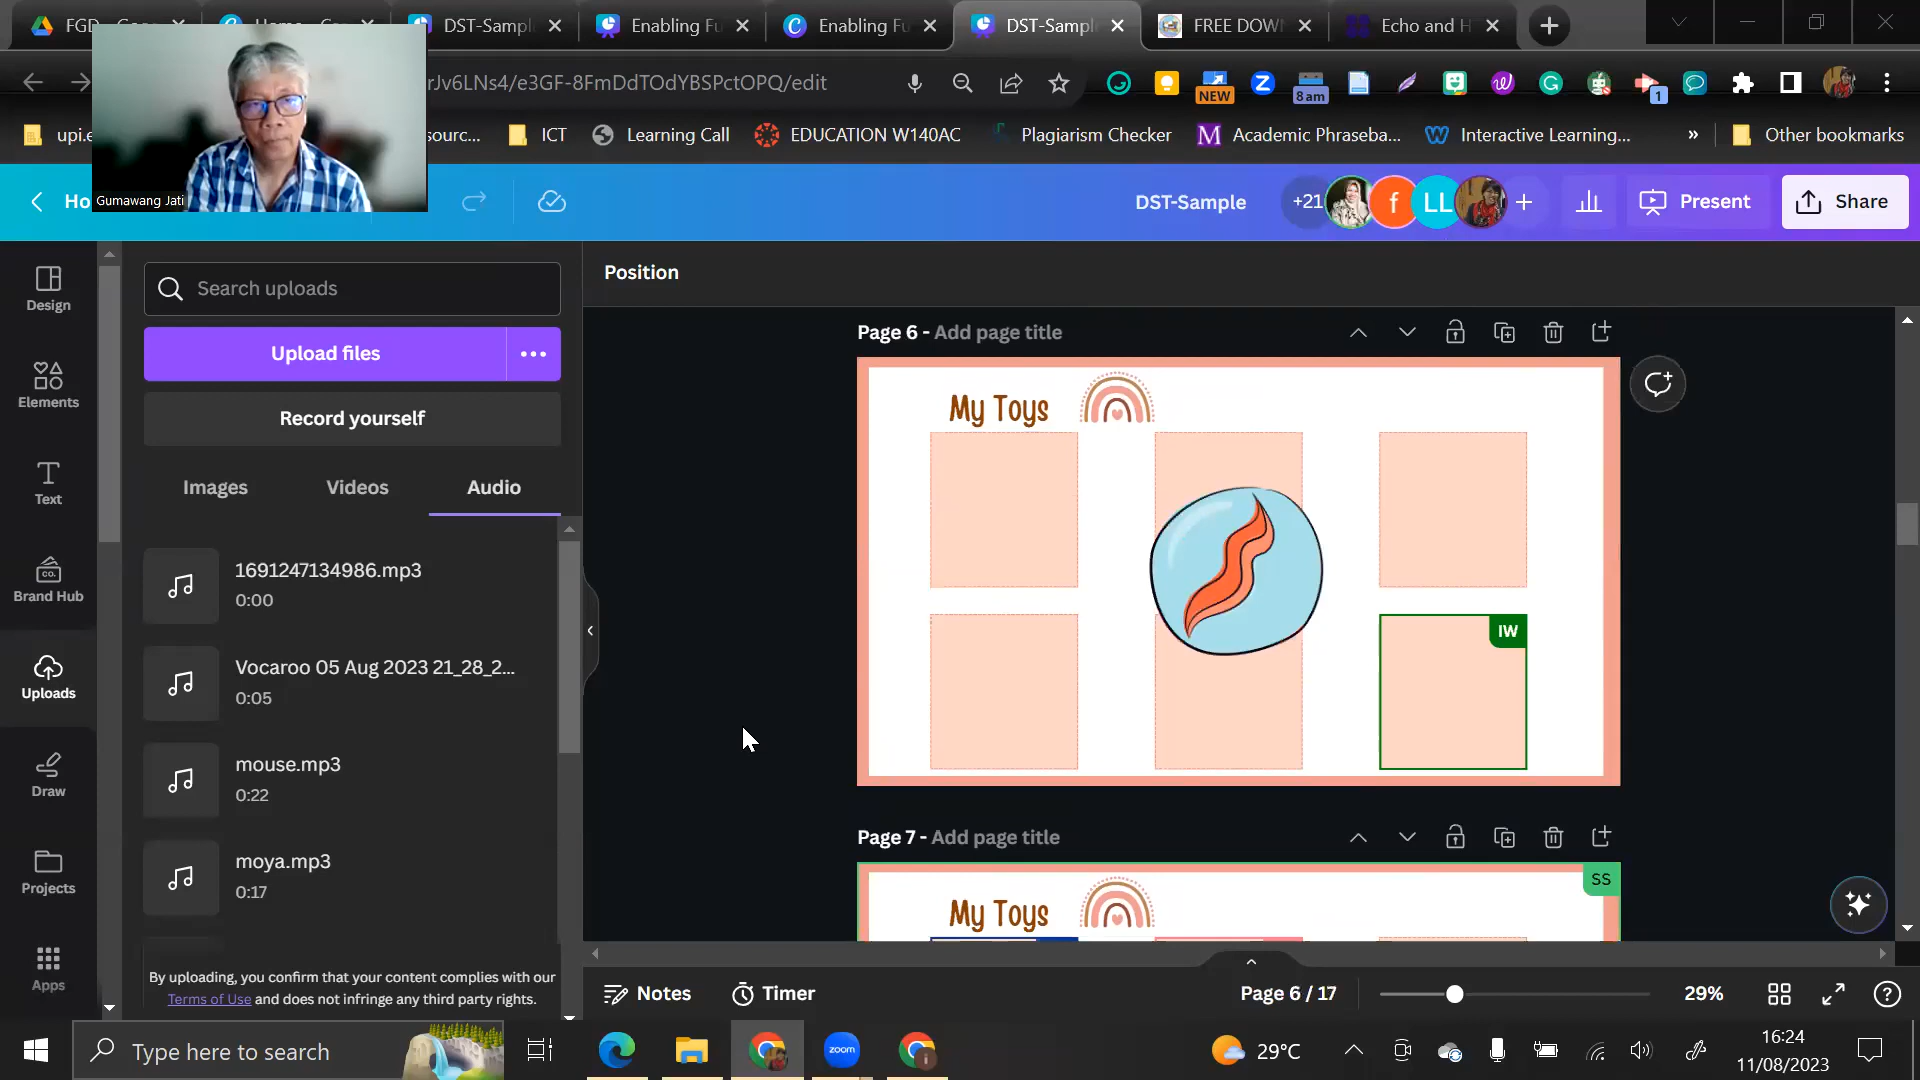 FGD
DST-Sampl
Enabling Fu
Enabling Fu
DST-Sampl
FREE DOW
Echo and H
rJv6LNs4/e3GF-8FmDdTOdYBSPctOPQ/edit
NEW
8am
1
upi.e
sourc...
ICT
Learning Call
EDUCATION W140AC
Plagiarism Checker
Academic Phraseba...
Interactive Learning...
»
Other bookmarks
Gumawang Jati
Ho
DST-Sample
+21
f
LL
Present
Share
Design
Elements
Text
Brand Hub
Uploads
Draw
Projects
Apps
Search uploads
Upload files
Record yourself
Images
Videos
Audio
1691247134986.mp3
0:00
Vocaroo 05 Aug 2023 21_28_2...
0:05
mouse.mp3
0:22
moya.mp3
0:17
By uploading, you confirm that your content complies with our
Terms of Use and does not infringe any third party rights.
Position
Page 6 - Add page title
My Toys
IW
Page 7 - Add page title
SS
My Toys
Notes
Timer
Page 6 / 17
29%
Type here to search
zoom
29°C
16:24
11/08/2023